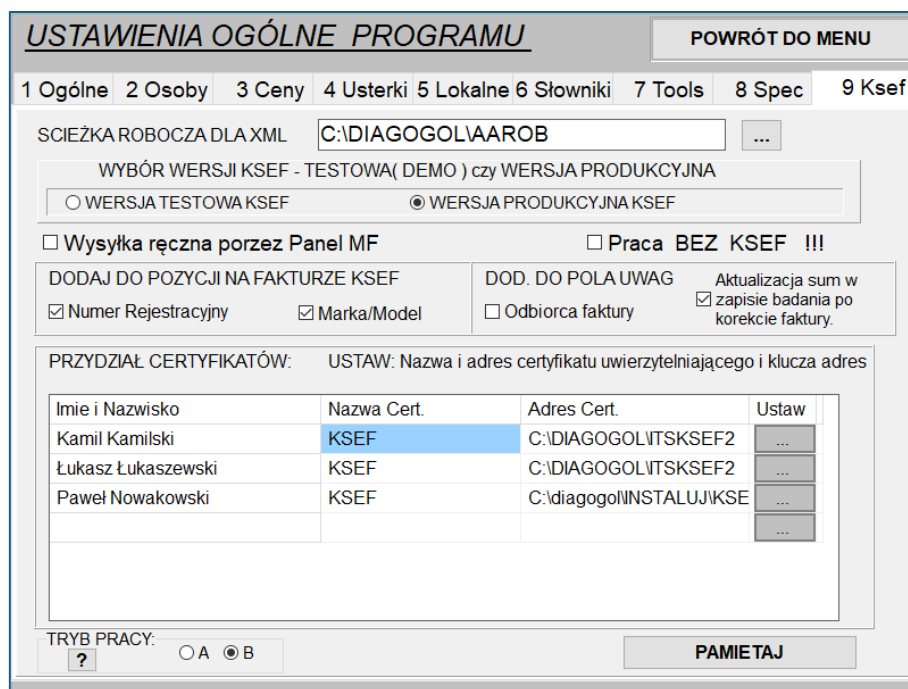 USTAWIENIA OGÓLNE PROGRAMU
POWRÓT DO MENU
1 Ogólne 2 Osoby 3 Ceny 4 Usterki 5 Lokalne 6 Słowniki 7 Tools 8 Spec 9 Ksef
SCIEŻKA ROBOCZA DLA XML C:\DIAGOGOL\AAROB ...
WYBÓR WERSJI KSEF - TESTOWA( DEMO ) czy WERSJA PRODUKCYJNA
WERSJA TESTOWA KSEF WERSJA PRODUKCYJNA KSEF
Wysyłka ręczna porzez Panel MF Praca BEZ KSEF !!!
DODAJ DO POZYCJI NA FAKTURZE KSEF
Numer Rejestracyjny Marka/Model
DOD. DO POLA UWAG
Odbiorca faktury
Aktualizacja sum w
zapisie badania po
korekcie faktury.
PRZYDZIAŁ CERTYFIKATÓW: USTAW: Nazwa i adres certyfikatu uwierzytelniającego i klucza adres
Imie i Nazwisko Nazwa Cert. Adres Cert. Ustaw
Kamil Kamilski KSEF C:\DIAGOGOL\ITSKSEF2 ...
Łukasz Łukaszewski KSEF C:\DIAGOGOL\ITSKSEF2 ...
Paweł Nowakowski KSEF C:\diagogol\INSTALUJ\KSE ...
...
TRYB PRACY:
? A B
PAMIETAJ